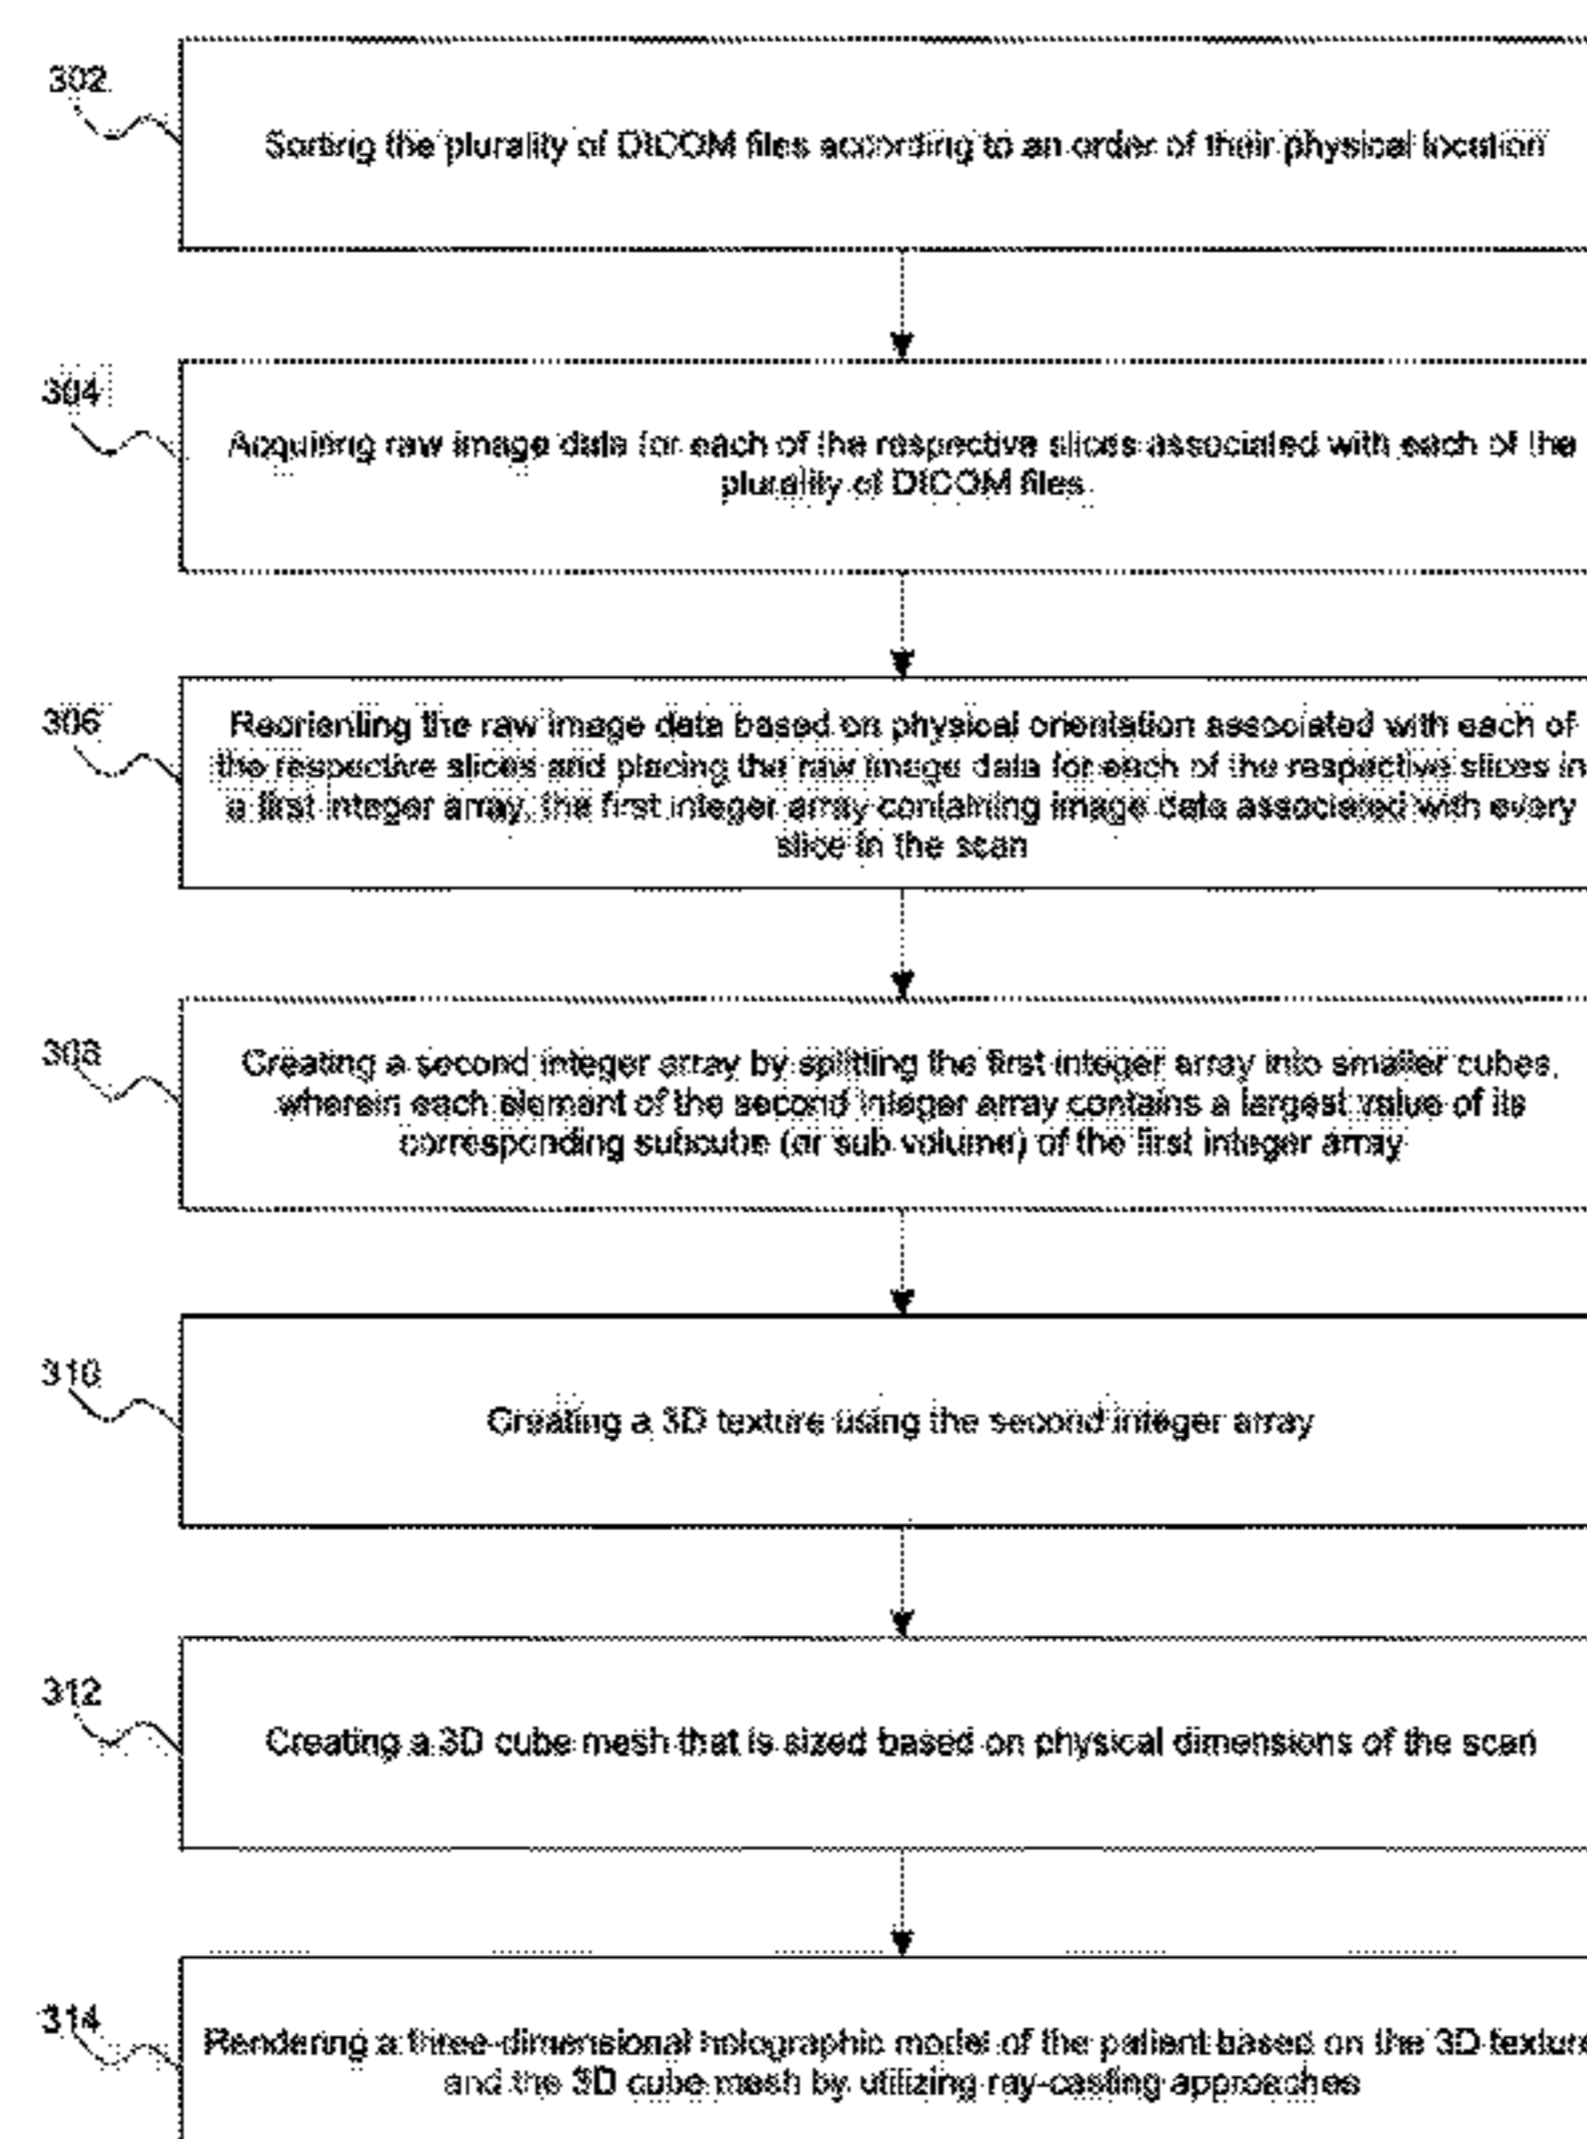 302
Sorting the plurality of DICOM files according to an order of their physical location
304
Acquiring raw image data for each of the respective slices associated with each of the
plurality of DICOM files
306
Reorienting the raw image data based on physical orientation associated with each of
the respective slices and placing the raw image data for each of the respective slices in
a first integer array, the first integer array containing image data associated with every
slice in the scan
308
Creating a second integer array by splitting the first integer array into smaller cubes,
wherein each element of the second integer array contains a largest value of its
corresponding subcube (or sub-volume) of the first integer array
310
Creating a 3D texture using the second integer array
312
Creating a 3D cube mesh that is sized based on physical dimensions of the scan
314
Rendering a three-dimensional holographic model of the patient based on the 3D texture
and the 3D cube mesh by utilizing ray-casting approaches